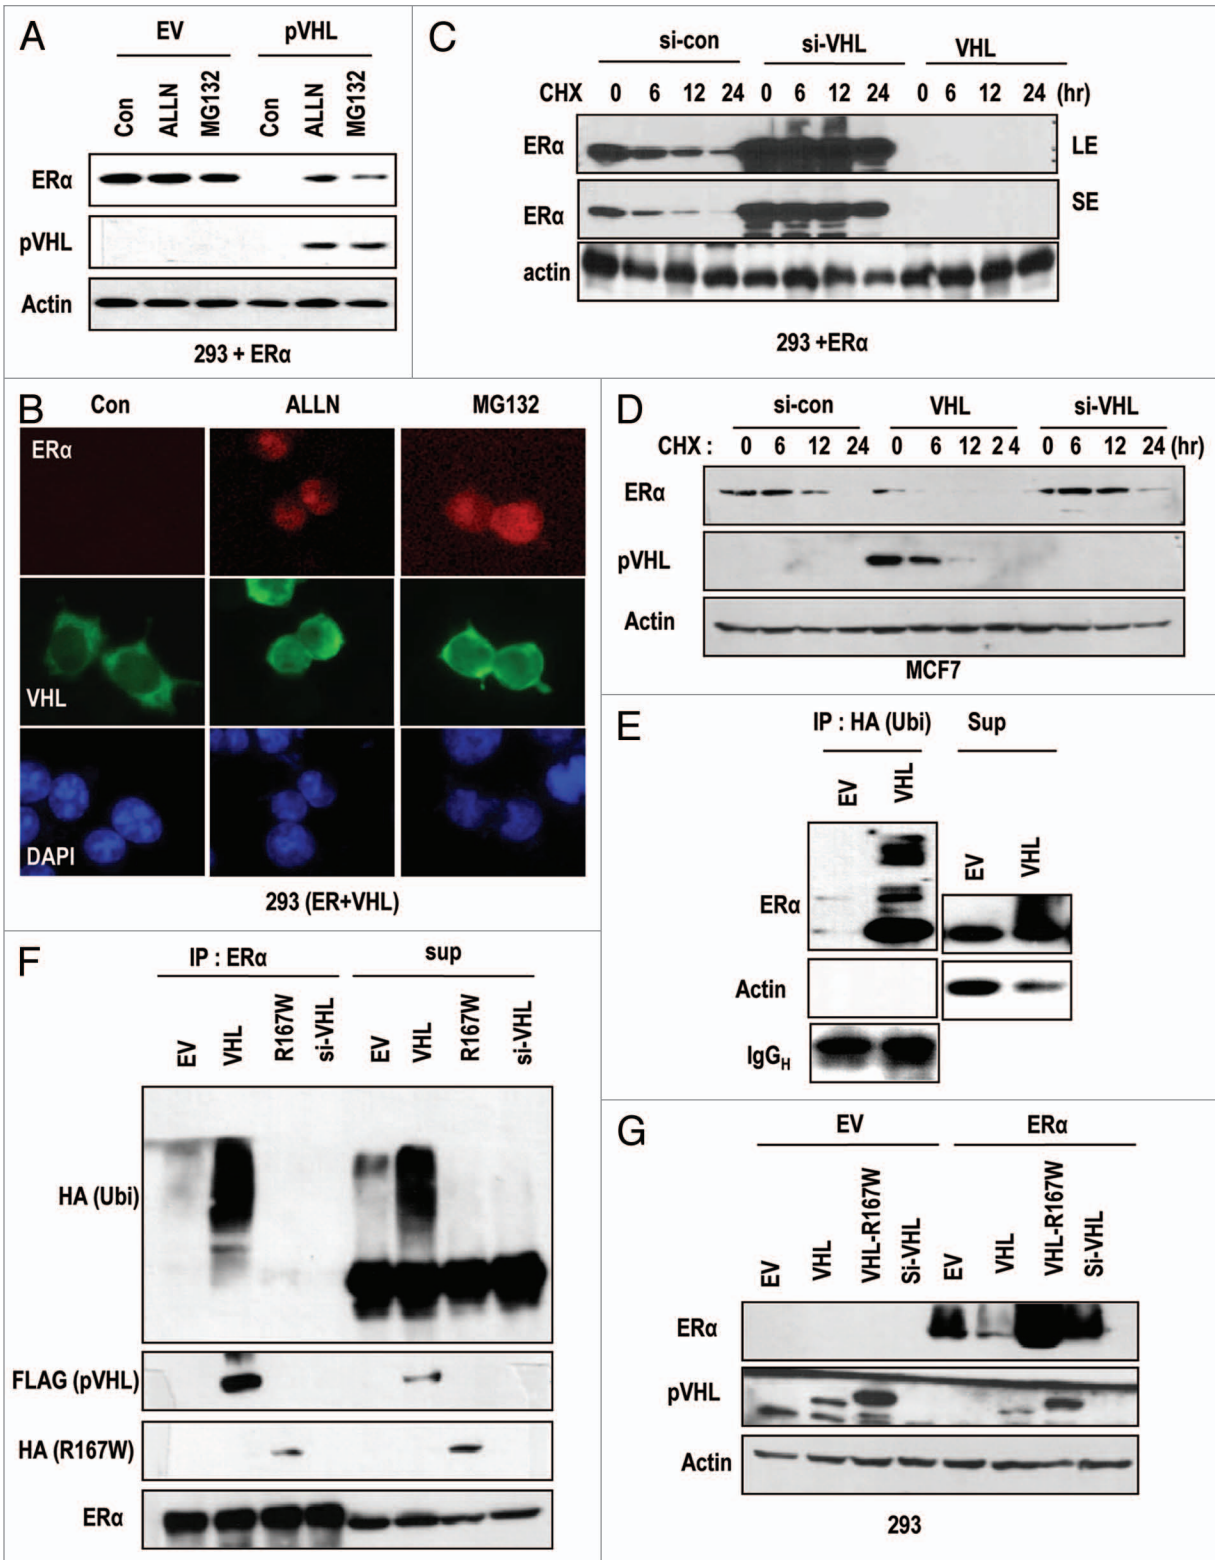 A
EV pVHL
Con ALLN MG132 Con ALLN MG132
ERα
pVHL
Actin
293 + ERα
C
si-con si-VHL VHL
CHX 0 6 12 24 0 6 12 24 0 6 12 24 (hr)
ERα LE
ERα SE
actin
293 +ERα
B
Con ALLN MG132
ERα
VHL
DAPI
293 (ER+VHL)
D
si-con VHL si-VHL
CHX : 0 6 12 24 0 6 12 2 4 0 6 12 24 (hr)
ERα
pVHL
Actin
MCF7
E
IP : HA (Ubi) Sup
EV VHL
EV VHL
ERα
Actin
IgGH
F
IP : ERα sup
EV VHL R167W si-VHL EV VHL R167W si-VHL
HA (Ubi)
FLAG (pVHL)
HA (R167W)
ERα
G
EV ERα
EV VHL VHL-R167W Si-VHL EV VHL VHL-R167W Si-VHL
ERα
pVHL
Actin
293